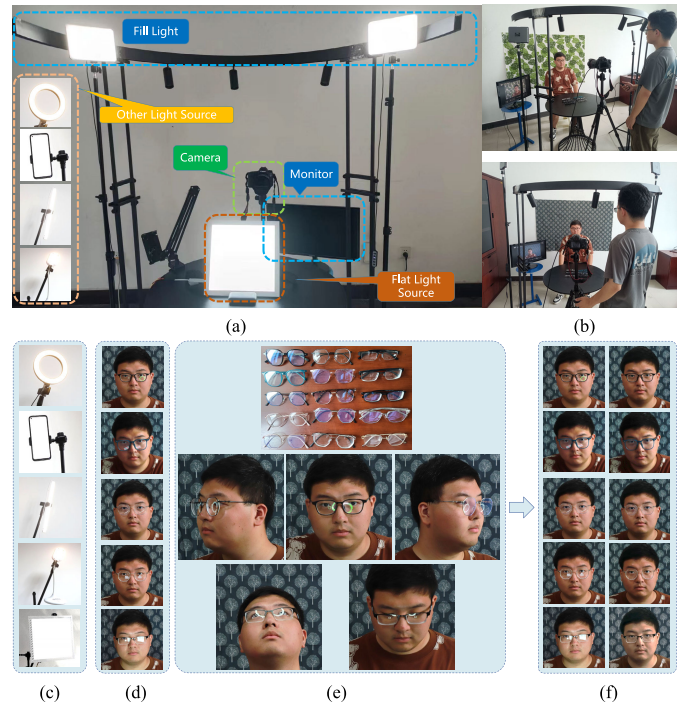 Fill Light
Other Light Source
Camera
Monitor
Flat Light
Source
(a)
(b)
(c)
(d)
(e)
(f)